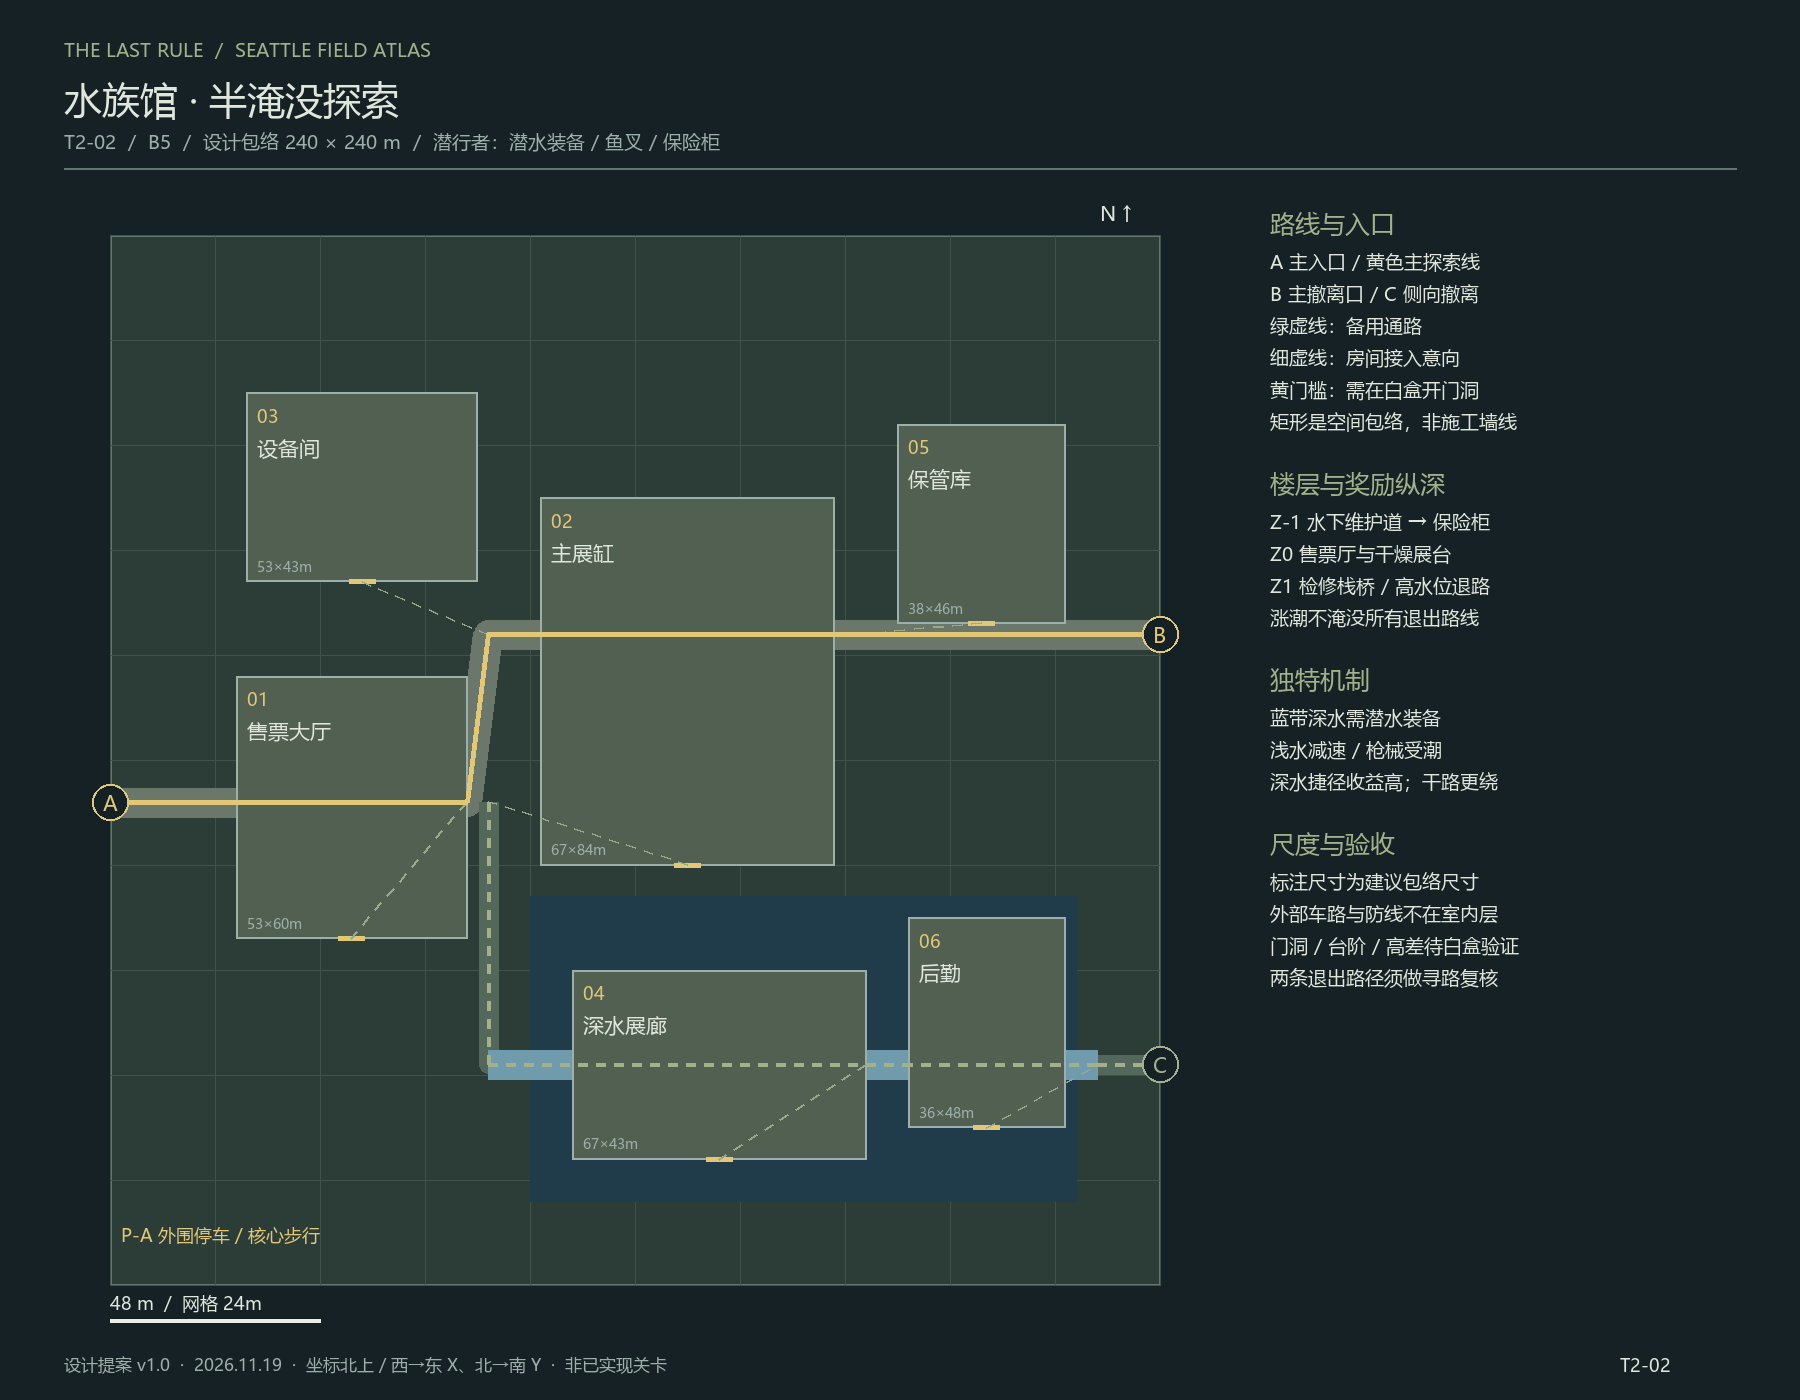 THE LAST RULE / SEATTLE FIELD ATLAS
水族馆 · 半淹没探索
T2-02 / B5 / 设计包络 240 × 240 m / 潜行者：潜水装备 / 鱼叉 / 保险柜
N ↑
03
设备间
53×43m
05
保管库
38×46m
02
主展缸
67×84m
B
01
售票大厅
53×60m
A
06
后勤
36×48m
04
深水展廊
67×43m
C
P-A 外围停车 / 核心步行
48 m / 网格 24m
路线与入口
A 主入口 / 黄色主探索线
B 主撤离口 / C 侧向撤离
绿虚线：备用通路
细虚线：房间接入意向
黄门槛：需在白盒开门洞
矩形是空间包络，非施工墙线
楼层与奖励纵深
Z-1 水下维护道 → 保险柜
Z0 售票厅与干燥展台
Z1 检修栈桥 / 高水位退路
涨潮不淹没所有退出路线
独特机制
蓝带深水需潜水装备
浅水减速 / 枪械受潮
深水捷径收益高；干路更绕
尺度与验收
标注尺寸为建议包络尺寸
外部车路与防线不在室内层
门洞 / 台阶 / 高差待白盒验证
两条退出路径须做寻路复核
设计提案 v1.0 · 2026.11.19 · 坐标北上 / 西→东 X、北→南 Y · 非已实现关卡
T2-02